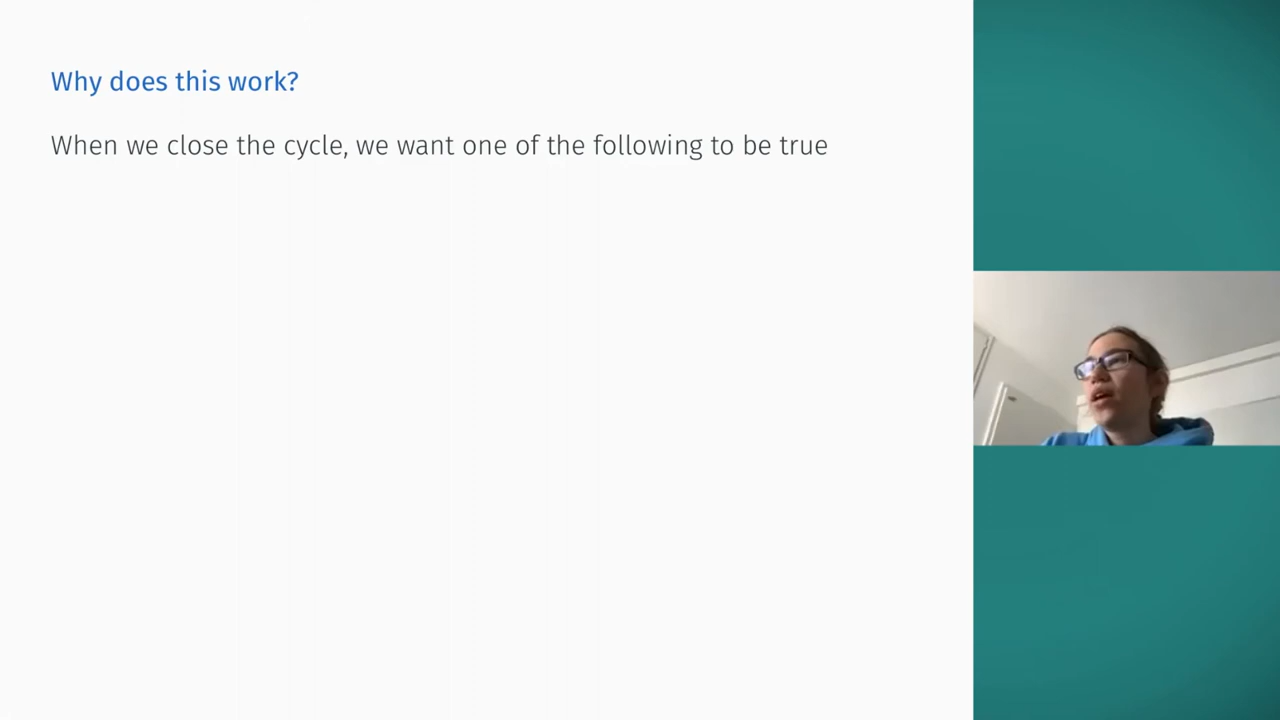 Why does this work?
When we close the cycle, we want one of the following to be true